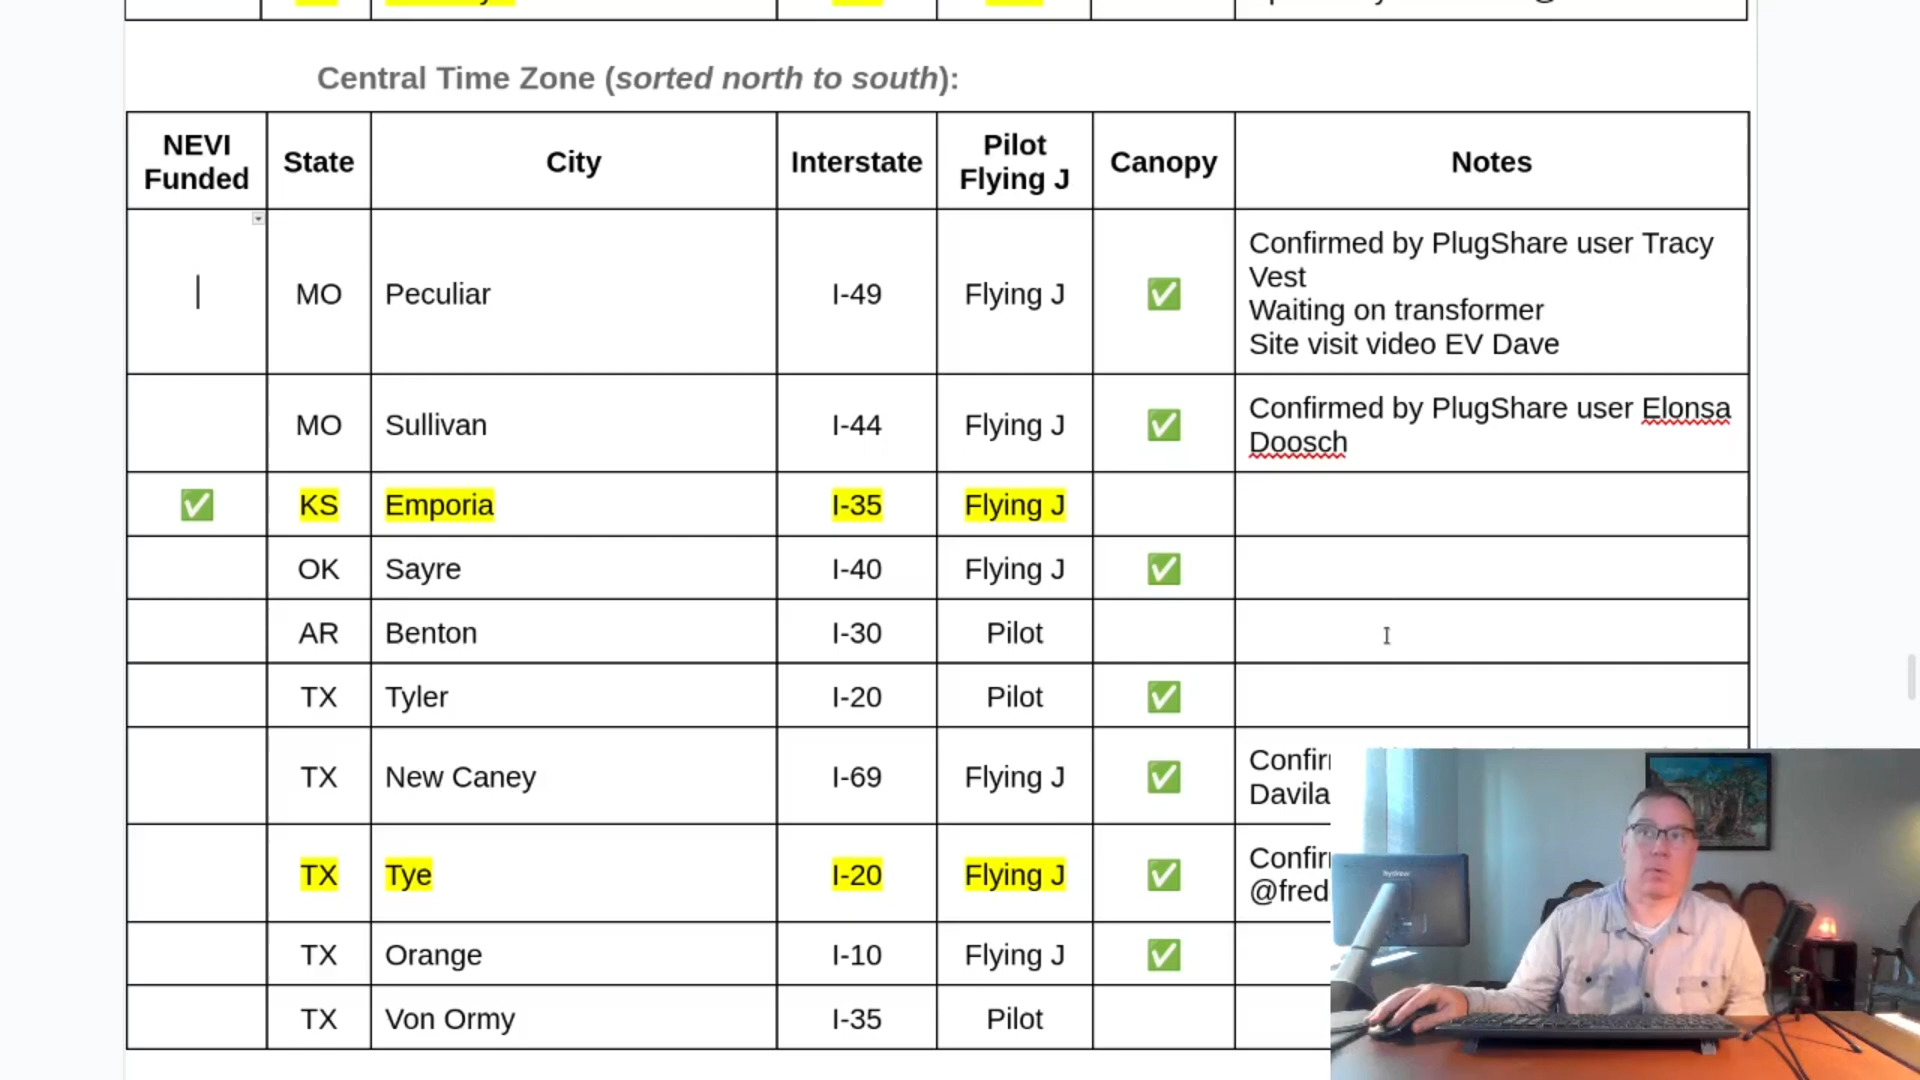 Central Time Zone (sorted north to south):
NEVI Funded State City Interstate Pilot Flying J Canopy Notes
MO Peculiar I-49 Flying J ✅ Confirmed by PlugShare user Tracy
Vest
Waiting on transformer
Site visit video EV Dave
MO Sullivan I-44 Flying J ✅ Confirmed by PlugShare user Elonsa
Doosch
✅ KS Emporia I-35 Flying J
OK Sayre I-40 Flying J ✅
AR Benton I-30 Pilot
TX Tyler I-20 Pilot ✅
TX New Caney I-69 Flying J ✅
Davila
TX Tye I-20 Flying J ✅
@fred
TX Orange I-10 Flying J ✅
TX Von Ormy I-35 Pilot